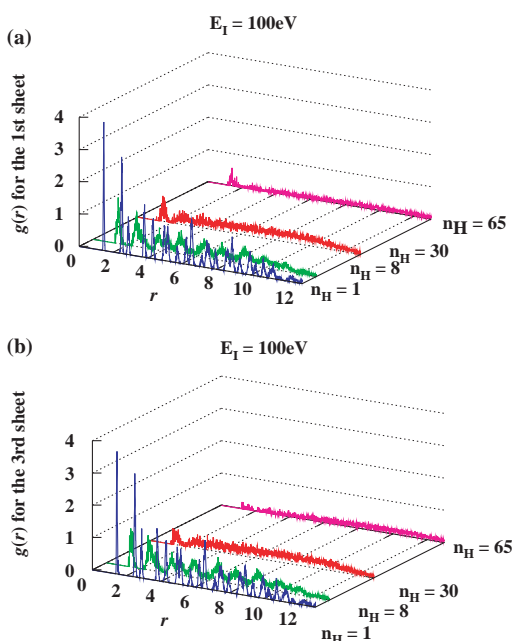 (a)
E_I = 100eV
g(r) for the 1st sheet
4
3
2
1
0
0
2
4
6
8
10
12
r
n_H = 1
n_H = 8
n_H = 30
n_H = 65
(b)
E_I = 100eV
g(r) for the 3rd sheet
4
3
2
1
0
0
2
4
6
8
10
12
r
n_H = 1
n_H = 8
n_H = 30
n_H = 65